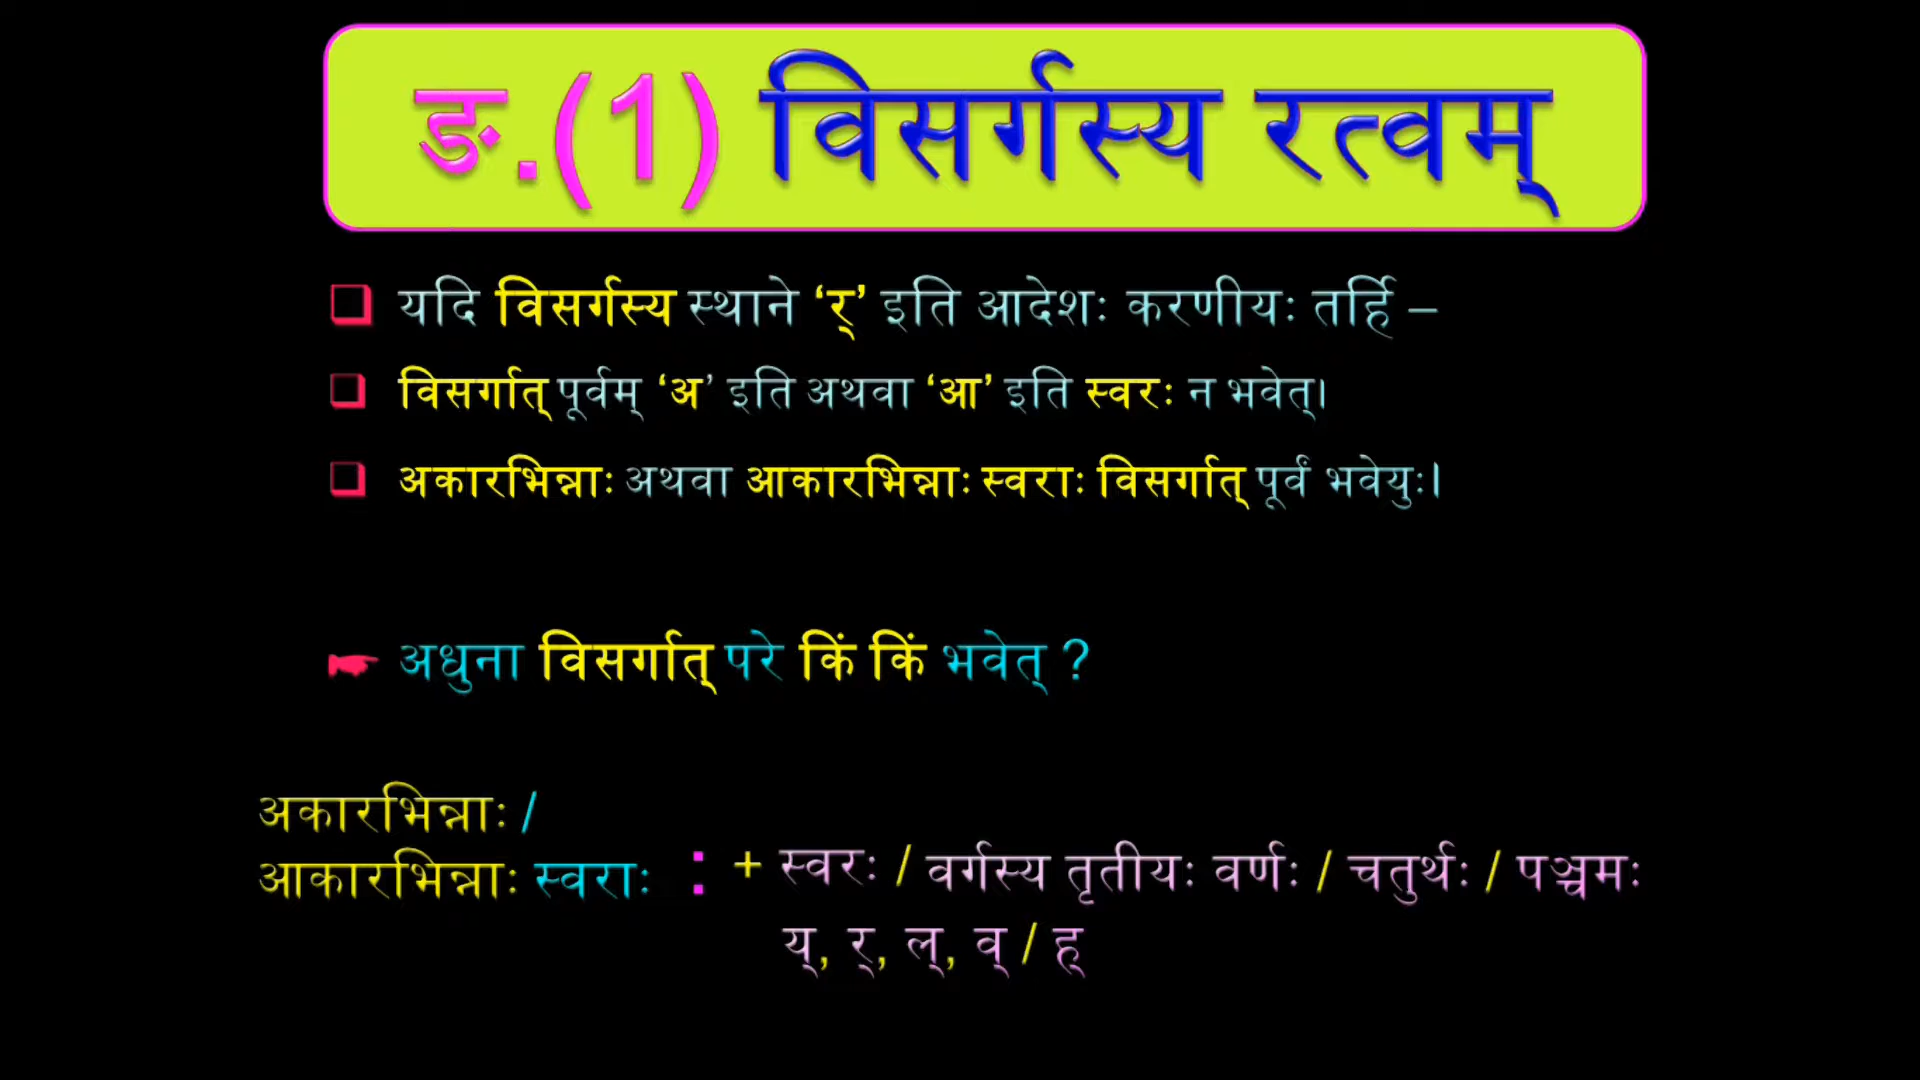 ङ.(1) विसर्गस्य रत्वम्
यदि विसर्गस्य स्थाने ‘र्’ इति आदेशः करणीयः तर्हि –
विसर्गात् पूर्वम् ‘अ’ इति अथवा ‘आ’ इति स्वरः न भवेत्।
अकारभिन्नाः अथवा आकारभिन्नाः स्वराः विसर्गात् पूर्वं भवेयुः।
अधुना विसर्गात् परे किं किं भवेत् ?
अकारभिन्नाः /
आकारभिन्नाः स्वराः : + स्वरः / वर्गस्य तृतीयः वर्णः / चतुर्थः / पञ्चमः
य्, र्, ल्, व् / ह्